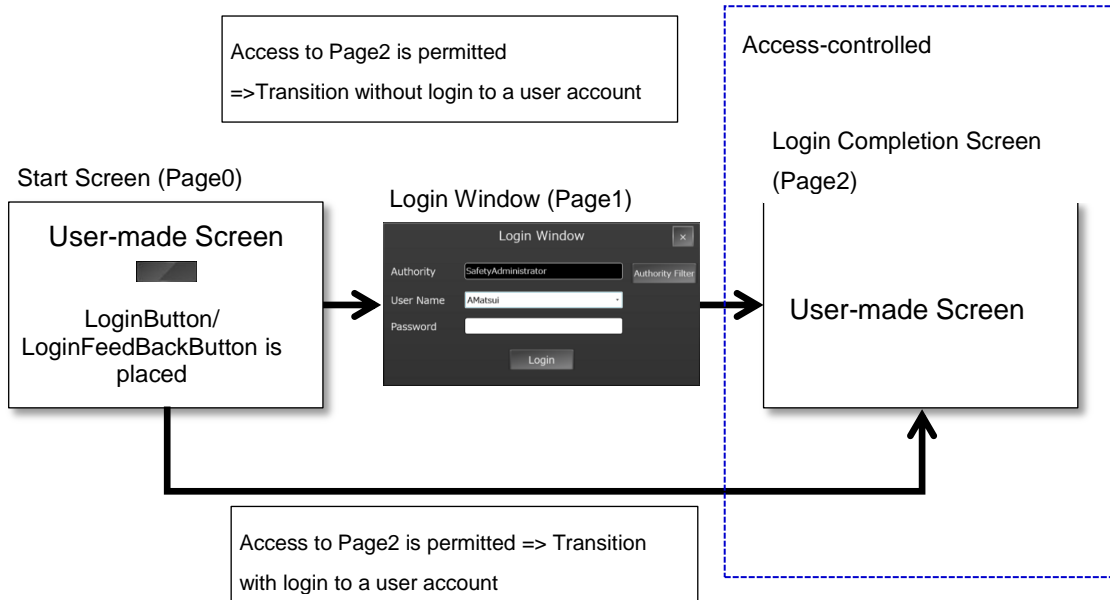 Access to Page2 is permitted
=>Transition without login to a user account
Access-controlled
Login Completion Screen
(Page2)
Start Screen (Page0)
Login Window (Page1)
User-made Screen
LoginButton/
LoginFeedBackButton is
placed
Login Window
×
Authority
SafetyAdministrator
Authority Filter
User Name
AMatsui
Password
Login
User-made Screen
Access to Page2 is permitted => Transition
with login to a user account